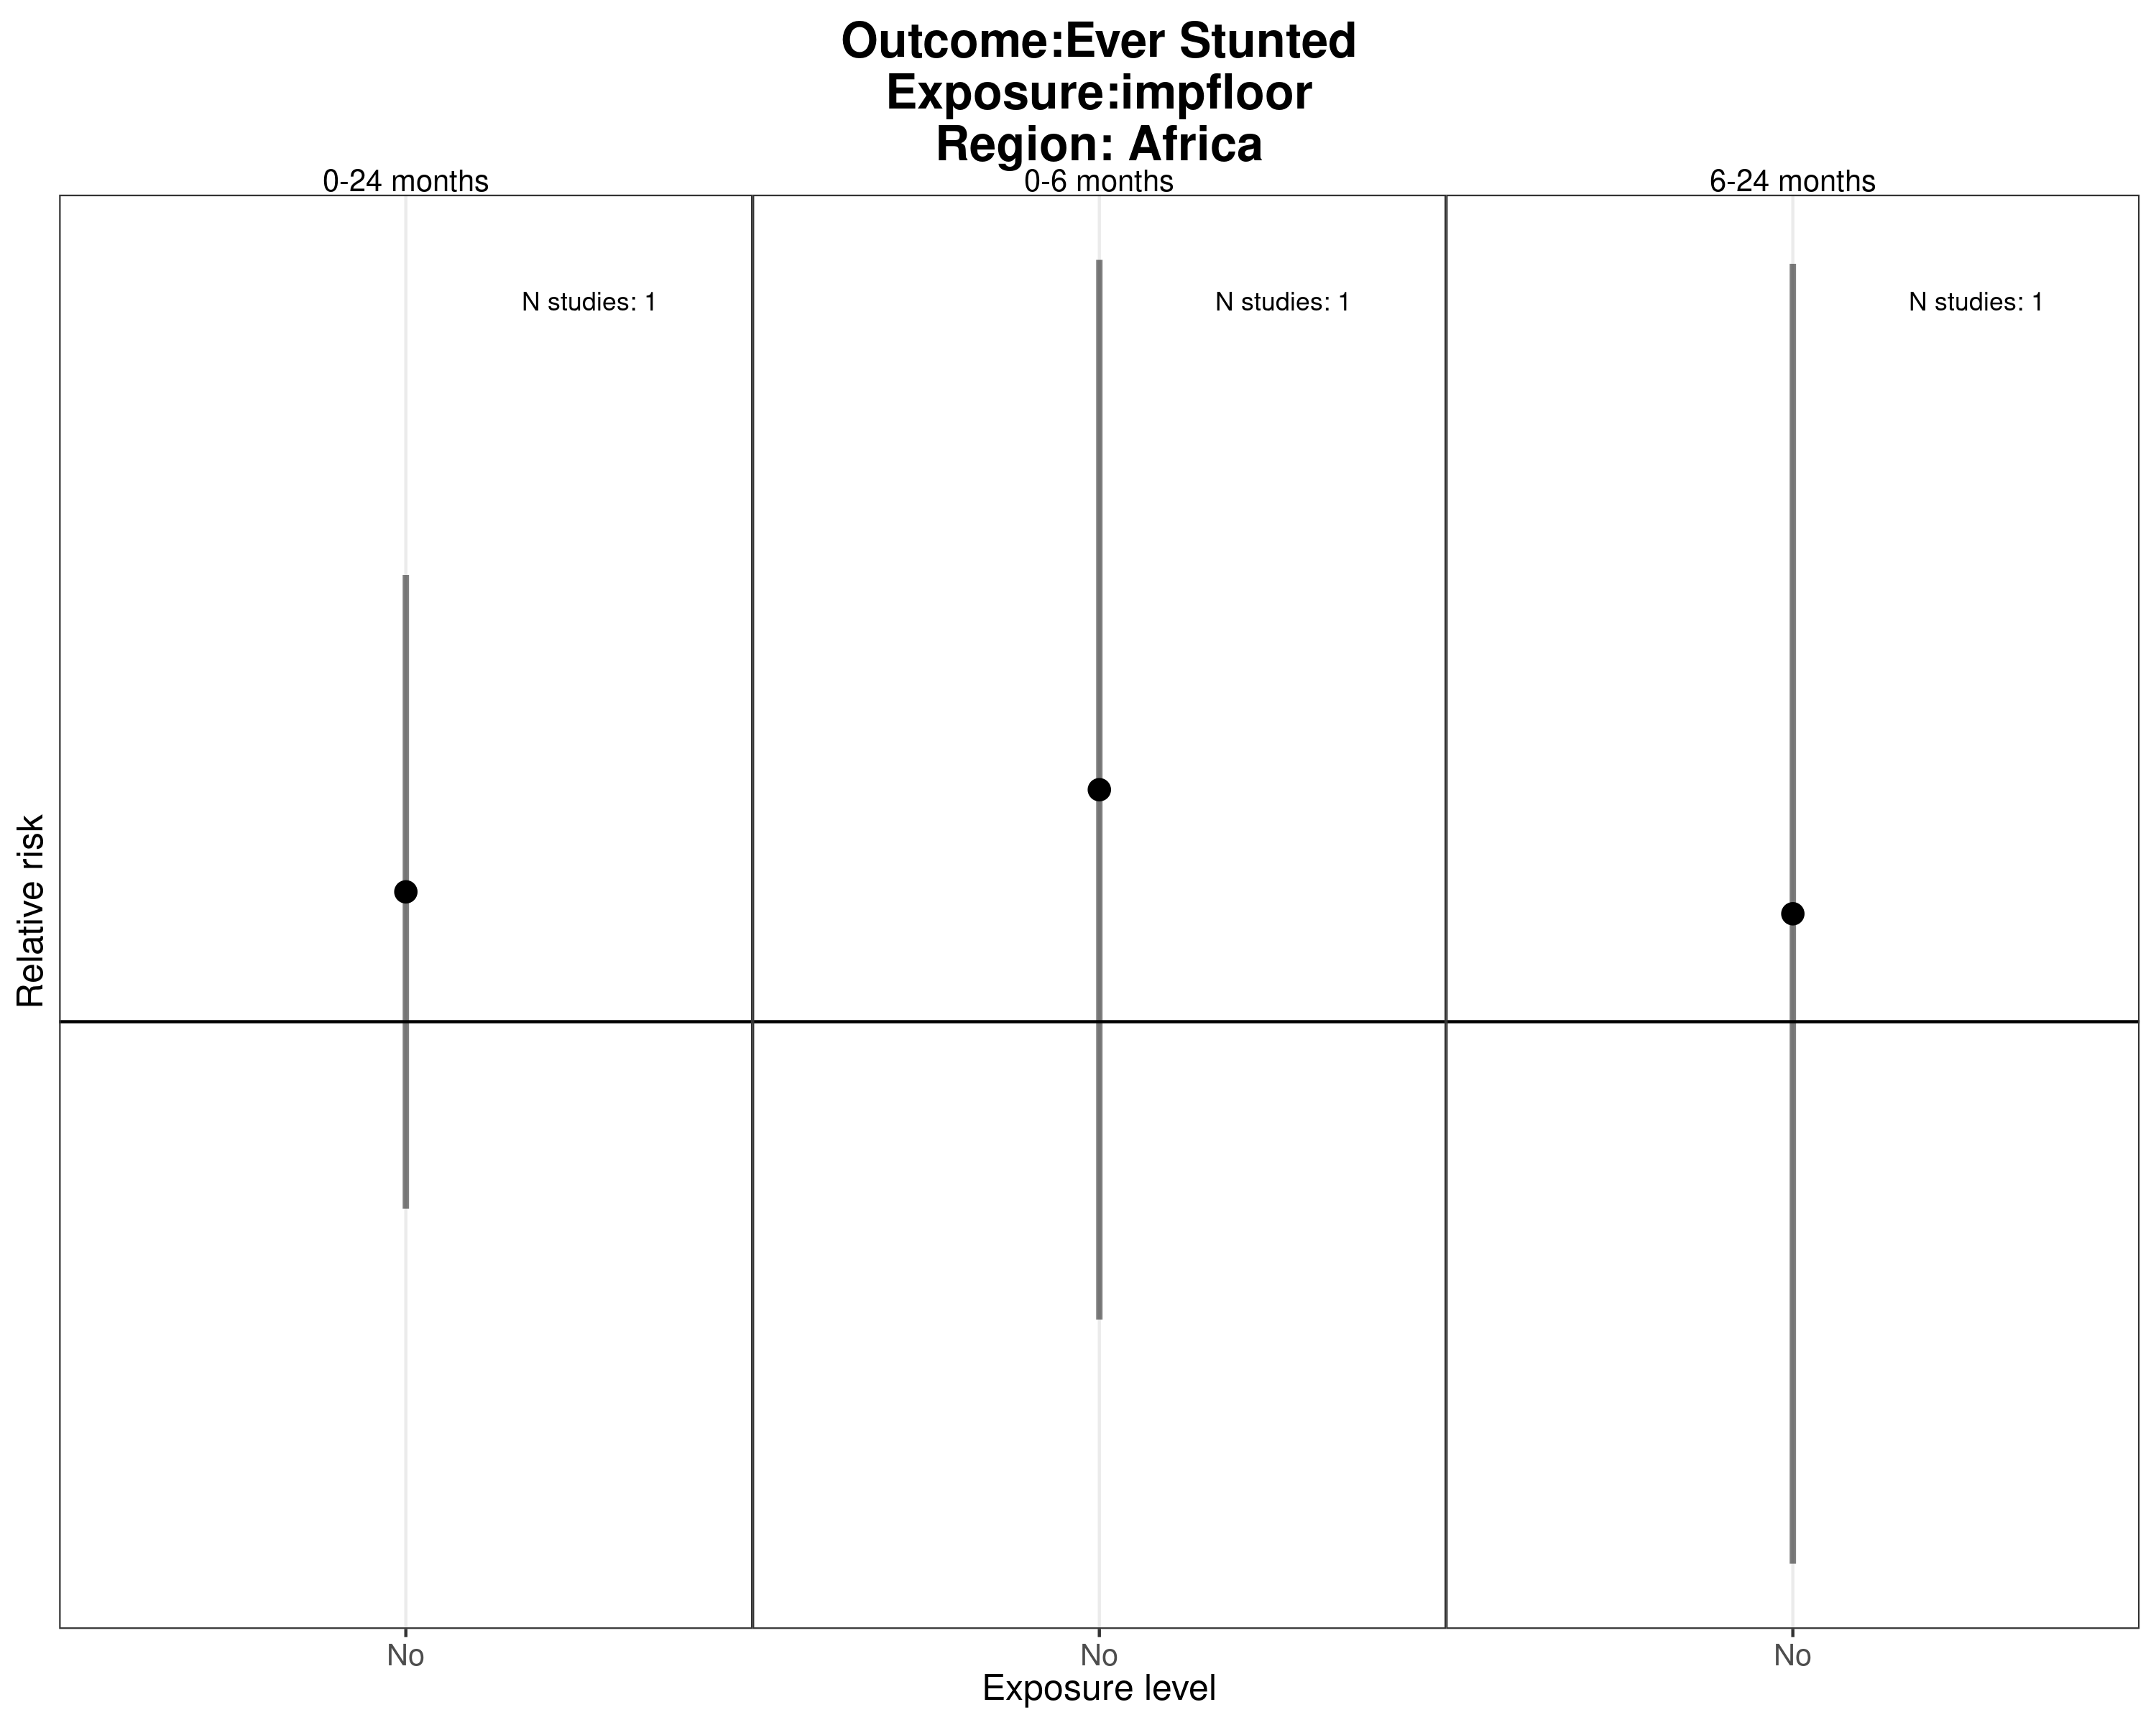 Outcome:Ever Stunted
Exposure:impfloor
Region: Africa
0-24 months
0-6 months
6-24 months
N studies: 1
N studies: 1
N studies: 1
Relative risk
No
No
No
Exposure level